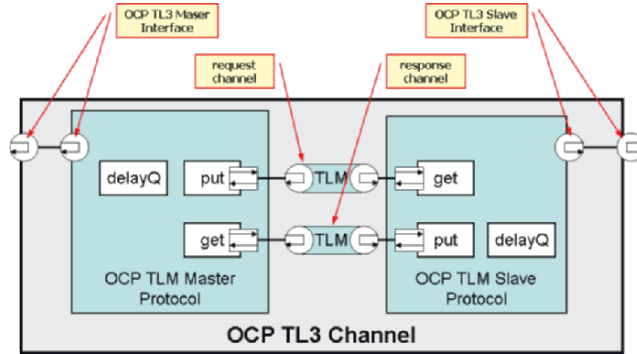 OCP TL3 Maser
Interface
OCP TL3 Slave
Interface
request
channel
response
channel
delayQ
put
TLM
get
get
TLM
put
delayQ
OCP TLM Master
Protocol
OCP TLM Slave
Protocol
OCP TL3 Channel